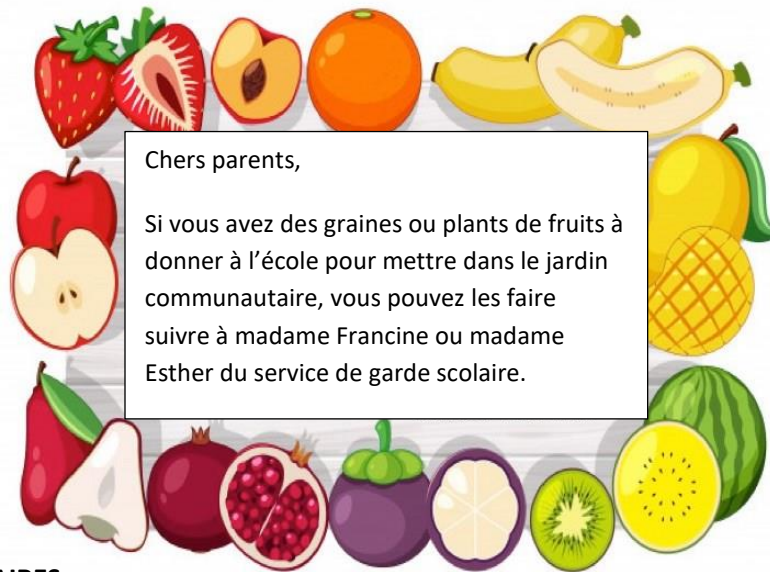 Chers parents,
Si vous avez des graines ou plants de fruits à
donner à l’école pour mettre dans le jardin
communautaire, vous pouvez les faire
suivre à madame Francine ou madame
Esther du service de garde scolaire.